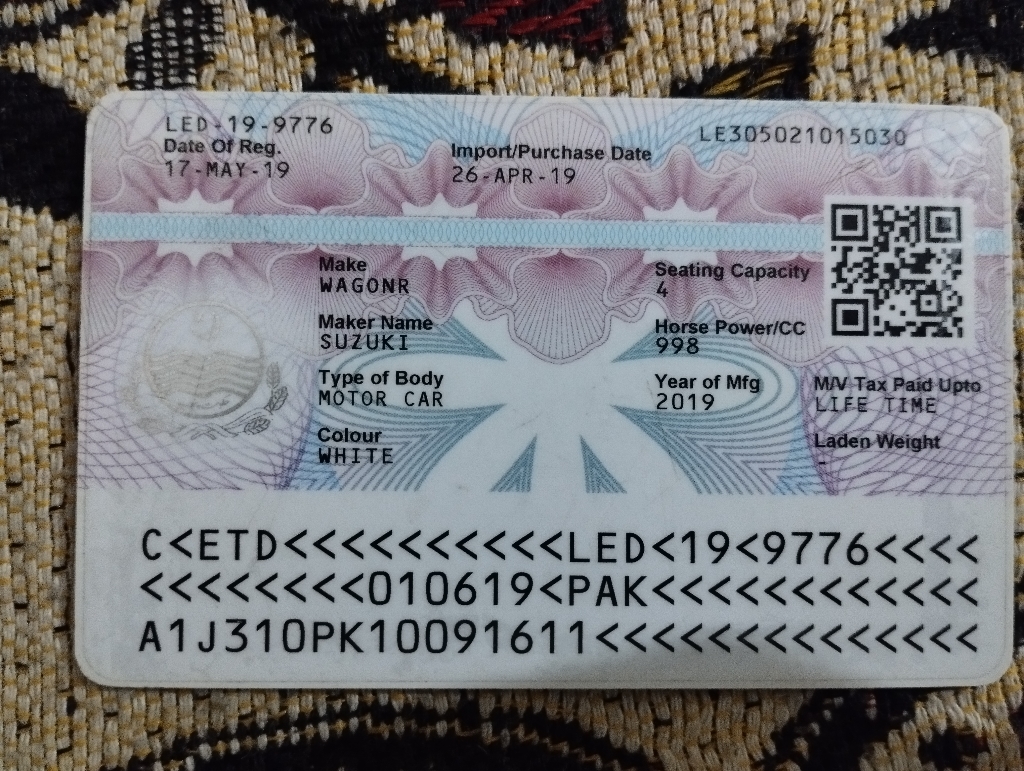 LED-19-9776
Date Of Reg.
17-MAY-19
Import/Purchase Date
26-APR-19
LE305021015030
Make
WAGONR
Maker Name
SUZUKI
Type of Body
MOTOR CAR
Colour
WHITE
Seating Capacity
4
Horse Power/CC
998
Year of Mfg
2019
M/V Tax Paid Upto
LIFE TIME
Laden Weight
-
C<ETD<<<<<<<<<<<LED<19<9776<<<<
<<<<<<<<<010619<PAK<<<<<<<<<<<<
A1J310PK10091611<<<<<<<<<<<<<<